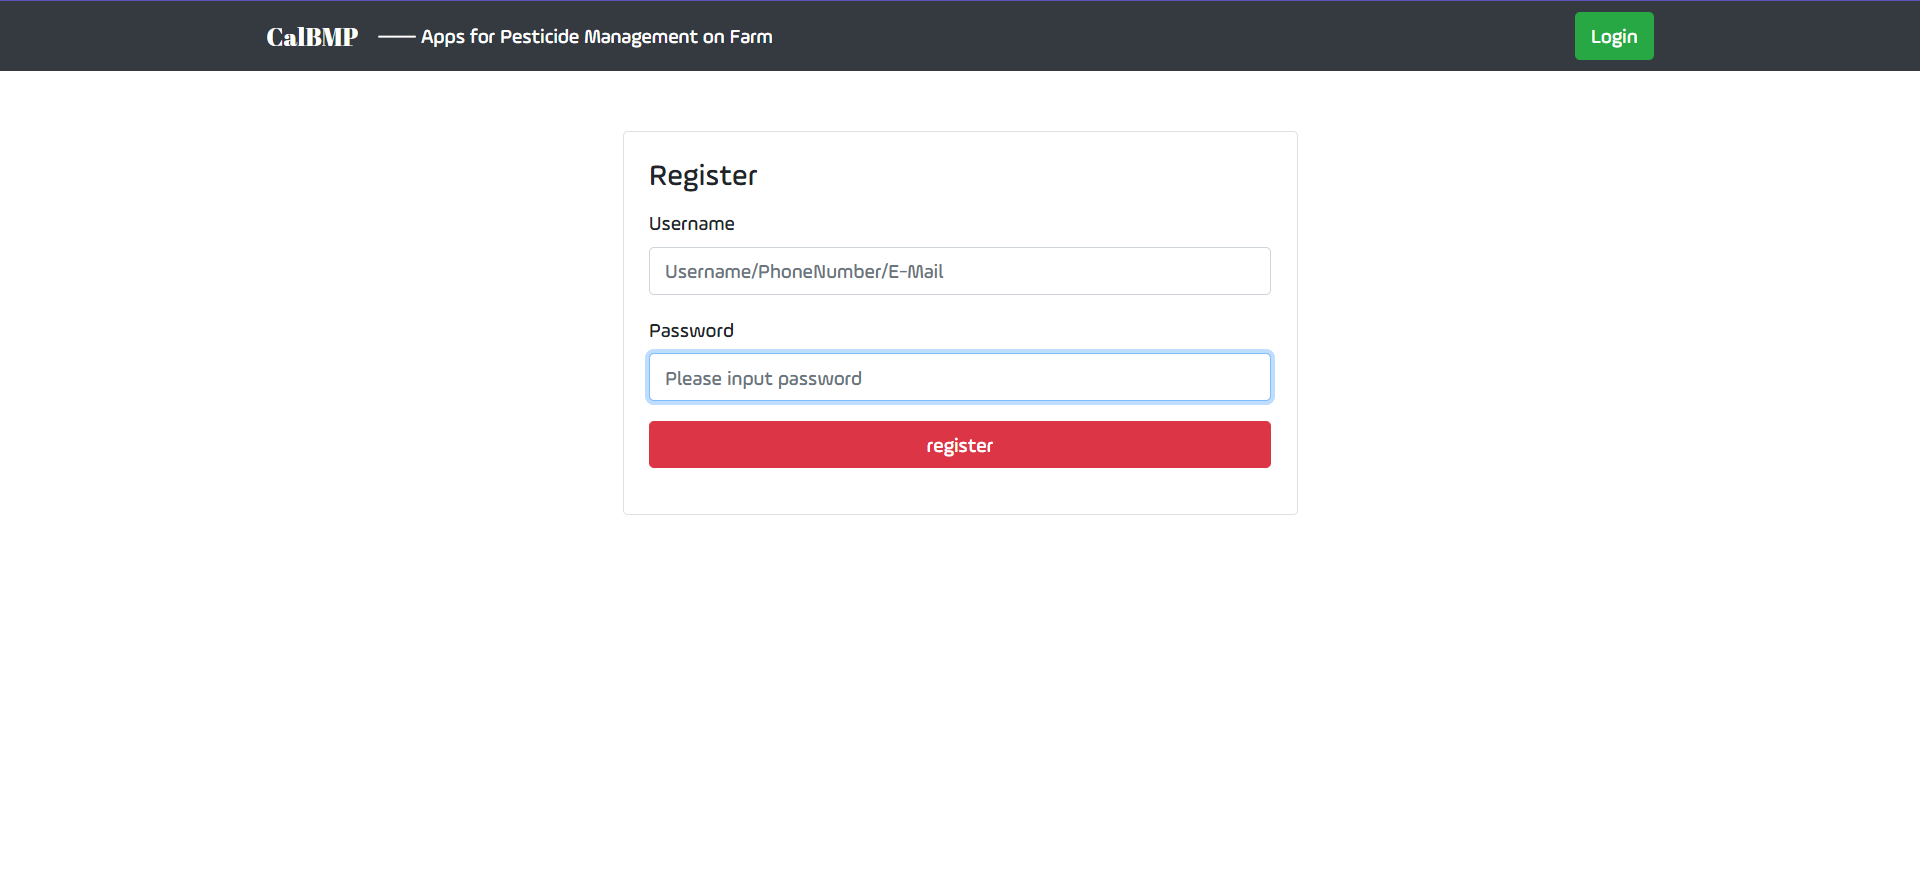 CalBMP —— Apps for Pesticide Management on Farm
Login
Register
Username
Username/PhoneNumber/E-Mail
Password
Please input password
register